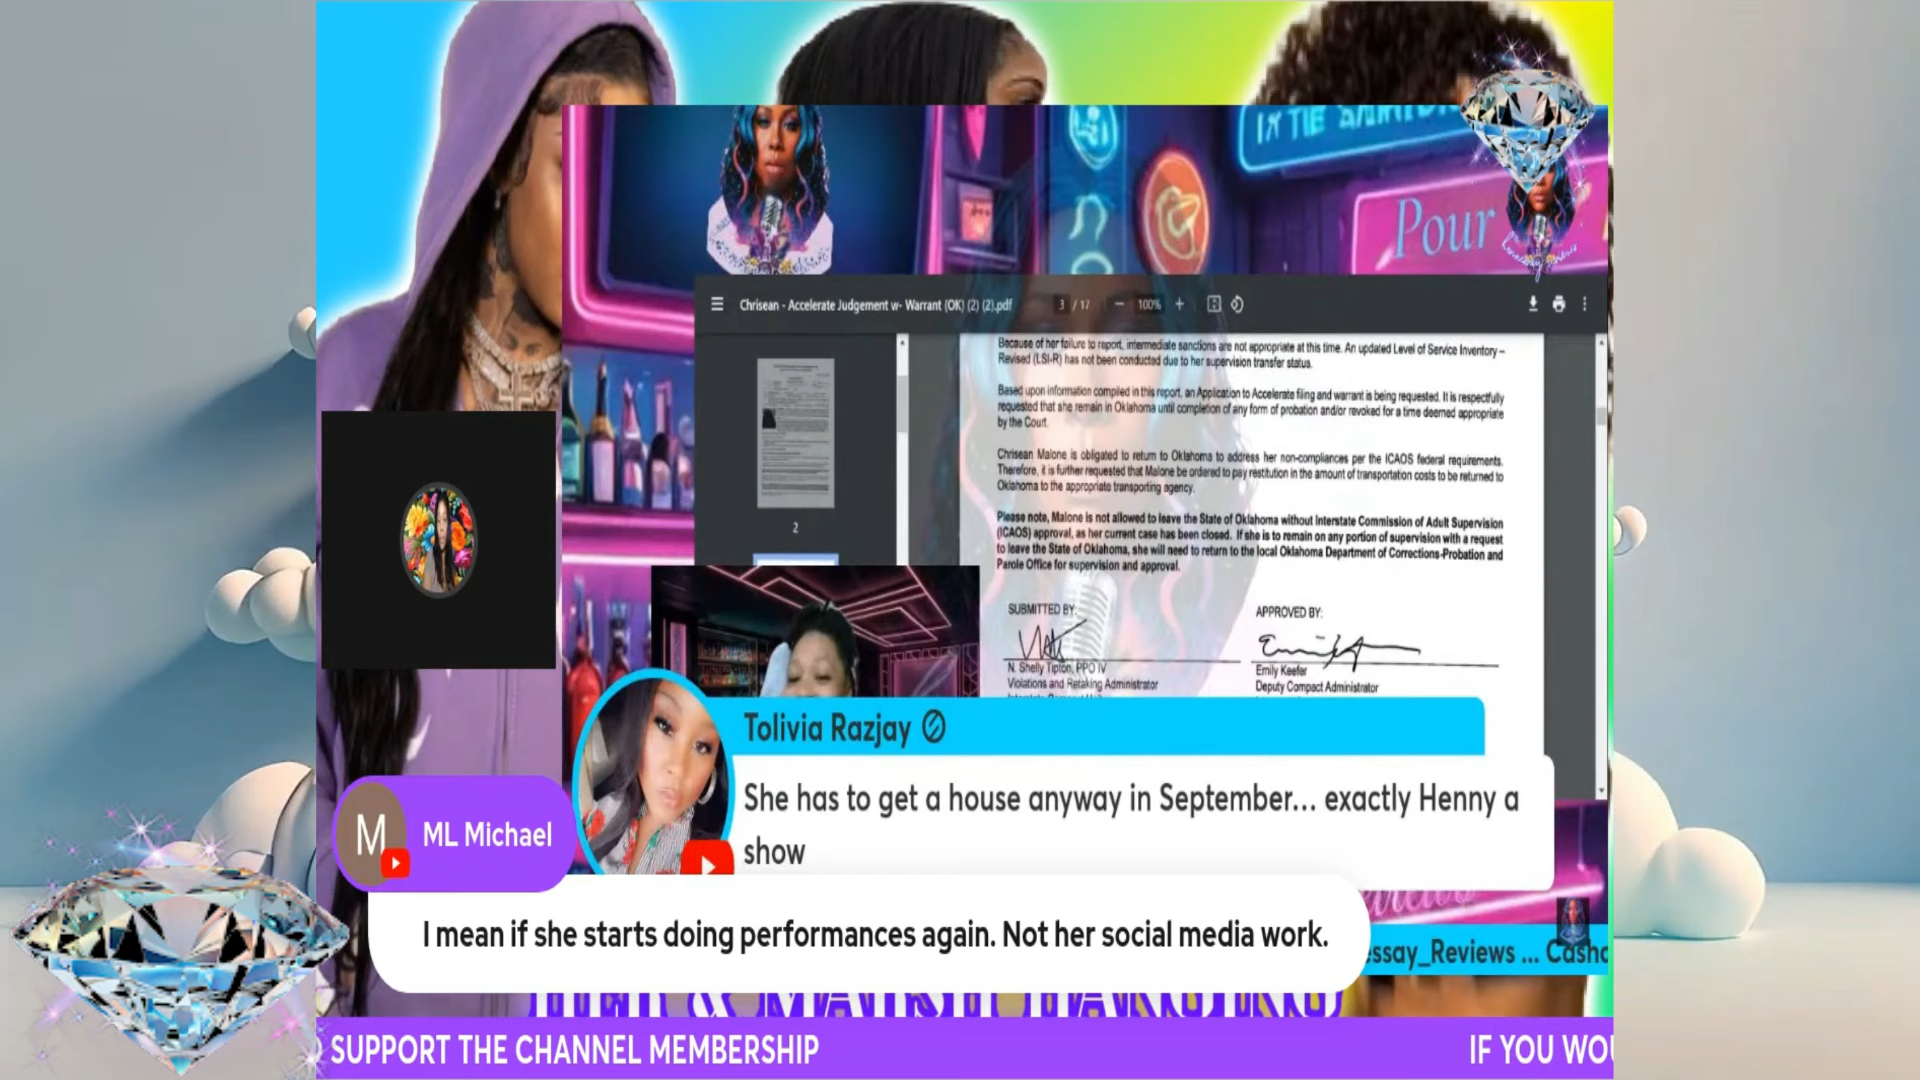 IN THE
Pour
Chrisean - Accelerate Judgement w- Warrant (OK) (2) (2).pdf
3 / 17
100%
Because of her failure to report, intermediate sanctions are not appropriate at this time. An updated Level of Service Inventory –
Revised (LSI-R) has not been conducted due to her supervision transfer status.
Based upon information compiled in this report, an Application to Accelerate filing and warrant is being requested. It is respectfully
requested that she remain in Oklahoma until completion of any form of probation and/or revoked for a time deemed appropriate
by the Court.
Chrisean Malone is obligated to return to Oklahoma to address her non-compliances per the ICAOS federal requirements.
Therefore, it is further requested that Malone be ordered to pay restitution in the amount of transportation costs to be returned to
Oklahoma to the appropriate transporting agency.
Please note, Malone is not allowed to leave the State of Oklahoma without Interstate Commission of Adult Supervision
(ICAOS) approval, as her current case has been closed. If she is to remain on any portion of supervision with a request
to leave the State of Oklahoma, she will need to return to the local Oklahoma Department of Corrections-Probation and
Parole Office for supervision and approval.
2
SUBMITTED BY:
APPROVED BY:
N. Shelly Tipton, PPO IV
Violations and Retaking Administrator
Emily Keefer
Deputy Compact Administrator
Tolivia Razjay
She has to get a house anyway in September... exactly Henny a
show
M
ML Michael
I mean if she starts doing performances again. Not her social media work.
essay_Reviews ... Casha
SUPPORT THE CHANNEL MEMBERSHIP
IF YOU WOU